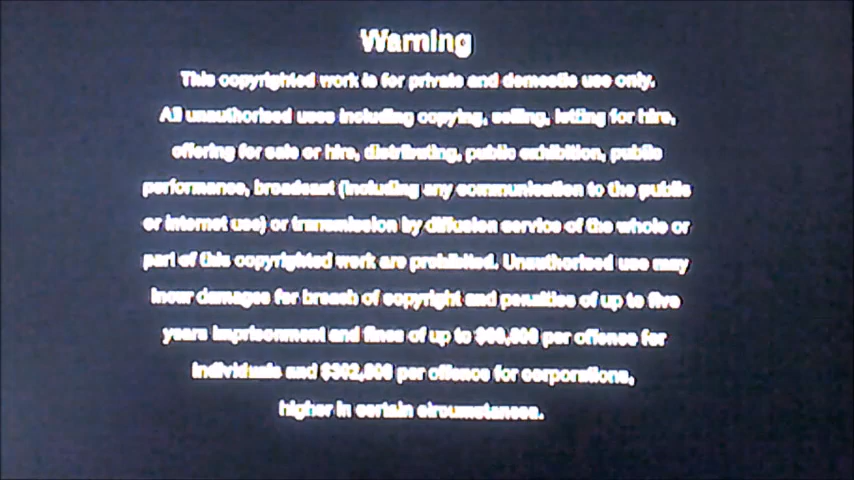 Warning
This copyrighted work is for private and domestic use only.
All unauthorised uses including copying, selling, letting for hire,
offering for sale or hire, distributing, public exhibition, public
performance, broadcast (including any communication to the public
or internet use) or transmission by diffusion service of the whole or
part of this copyrighted work are prohibited. Unauthorised use may
incur damages for breach of copyright and penalties of up to five
years imprisonment and fines of up to per offence for
individuals and per offence for corporations,
higher in certain circumstances.